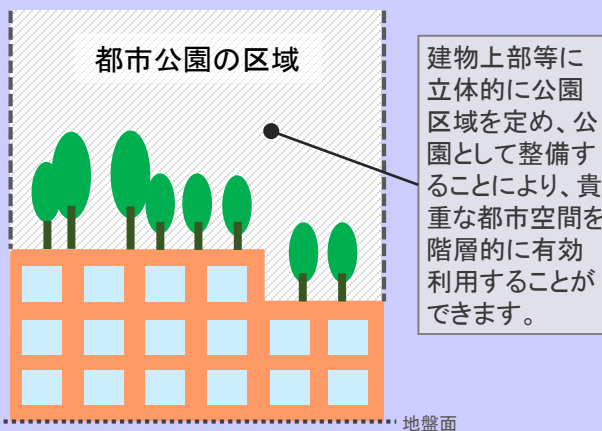 都市公園の区域
建物上部等に
立体的に公園
区域を定め、公
園として整備す
ることにより、貴
重な都市空間を
階層的に有効
利用することが
できます。
地盤面